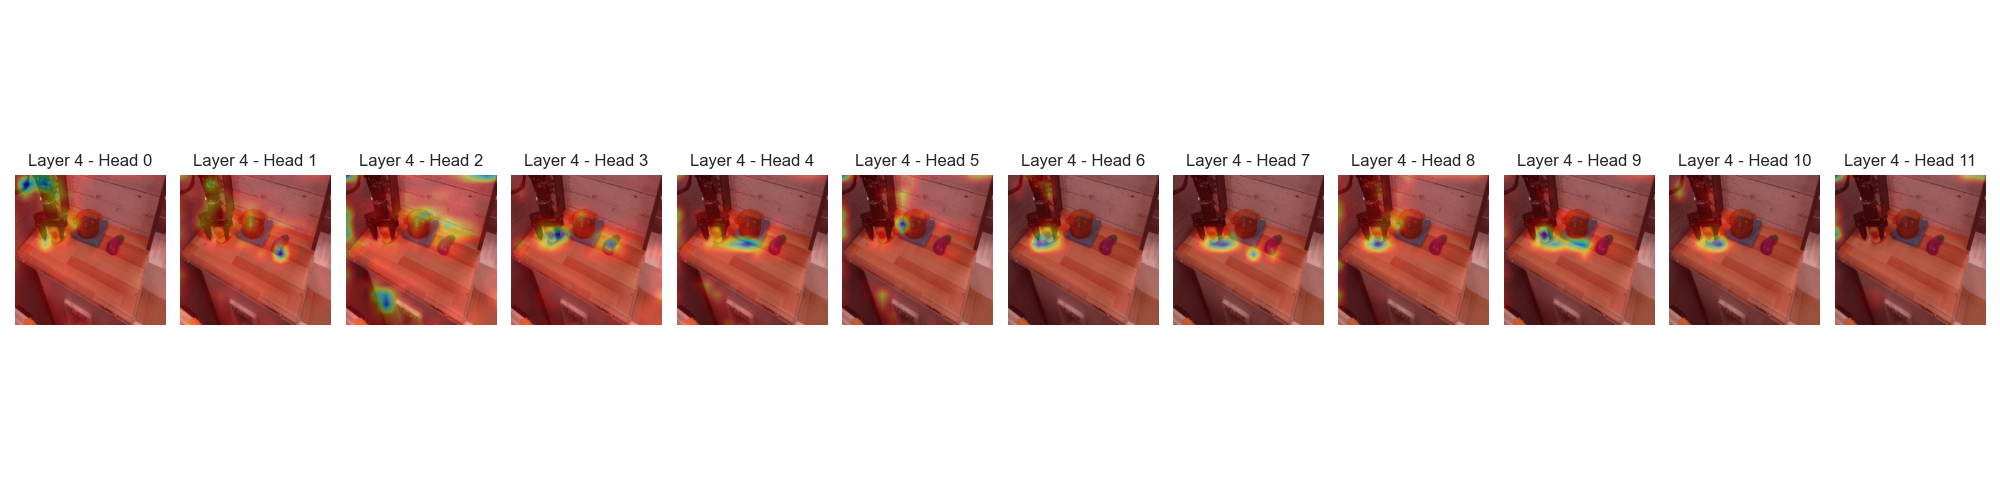 Layer 4 - Head 0
Layer 4 - Head 1
Layer 4 - Head 2
Layer 4 - Head 3
Layer 4 - Head 4
Layer 4 - Head 5
Layer 4 - Head 6
Layer 4 - Head 7
Layer 4 - Head 8
Layer 4 - Head 9
Layer 4 - Head 10
Layer 4 - Head 11